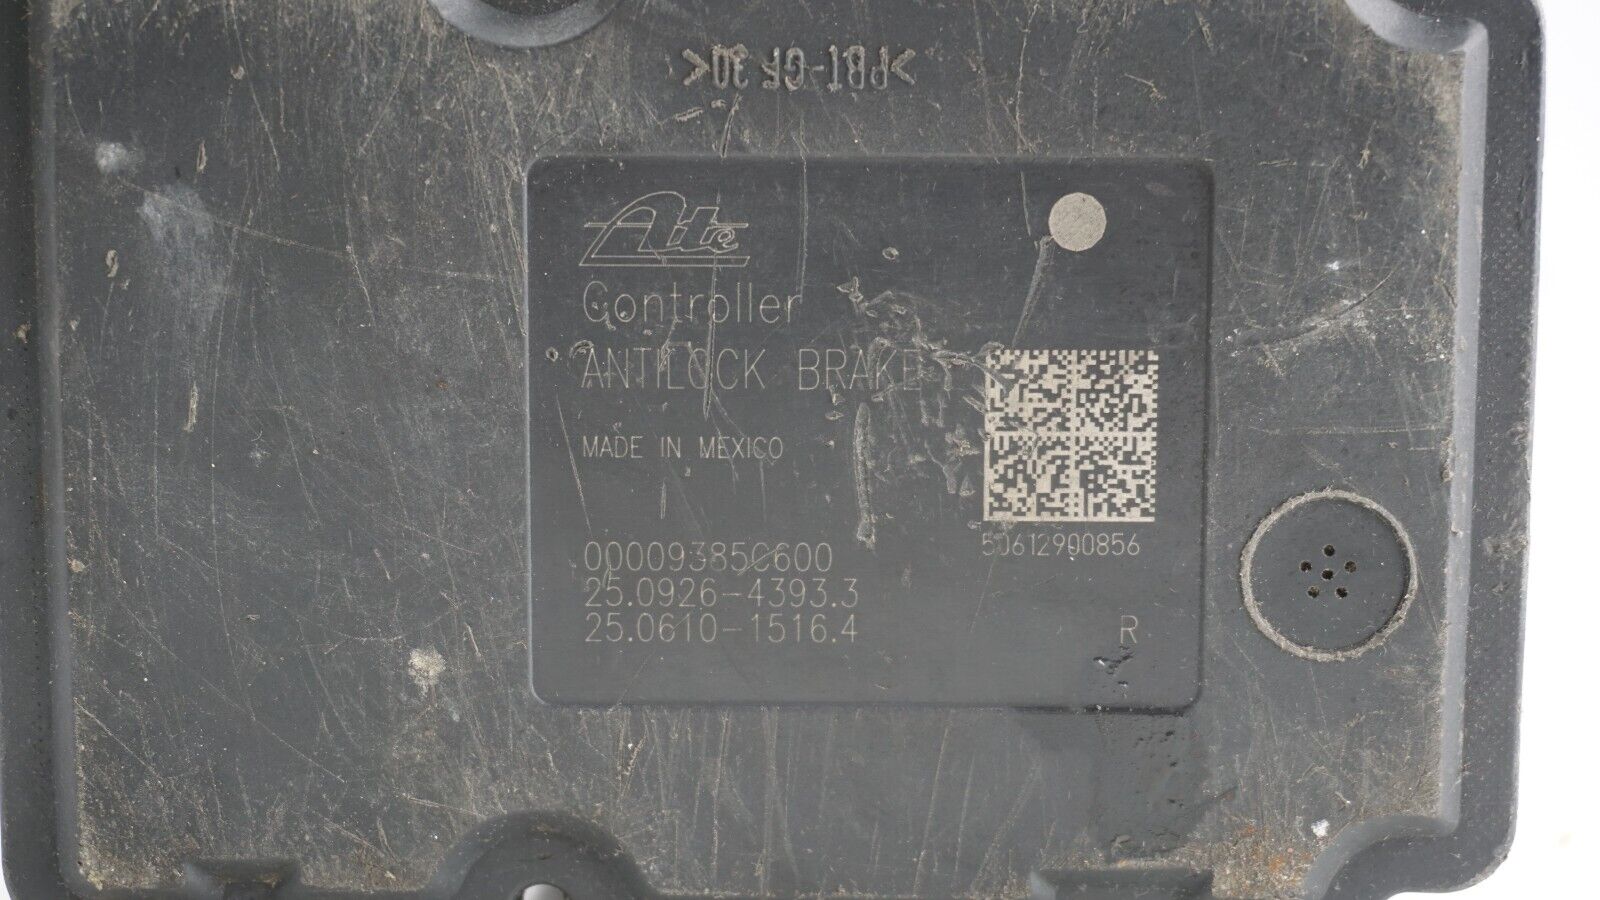 >PBT-GF 30<
Ate
Controller
ANTILOCK BRAKE
MADE IN MEXICO
50612900856
00009385C600
25.0926-4393.3
25.0610-1516.4
R